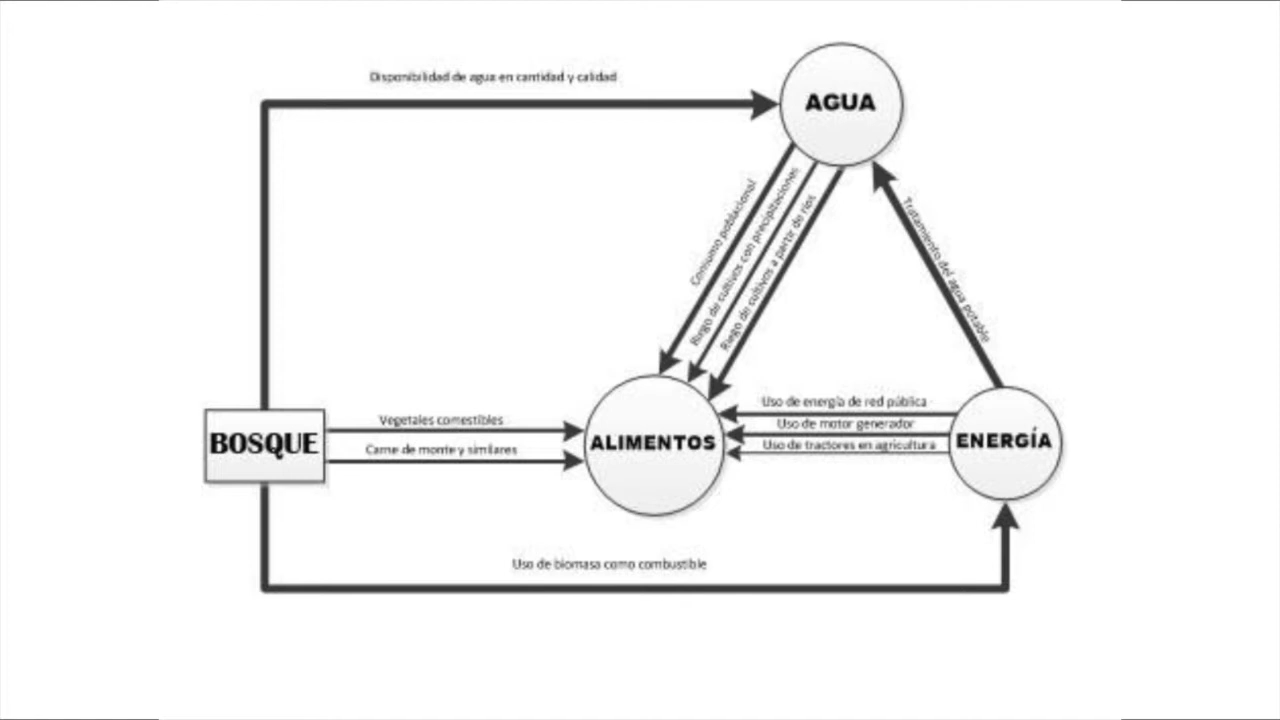 Disponibilidad de agua en cantidad y calidad
AGUA
Consumo poblacional
Riego de cultivos con precipitaciones
Riego de cultivos a partir de ríos
Tratamiento del agua potable
BOSQUE
Vegetales comestibles
Carne de monte y similares
ALIMENTOS
Uso de energía de red pública
Uso de motor generador
Uso de tractores en agricultura
ENERGÍA
Uso de biomasa como combustible